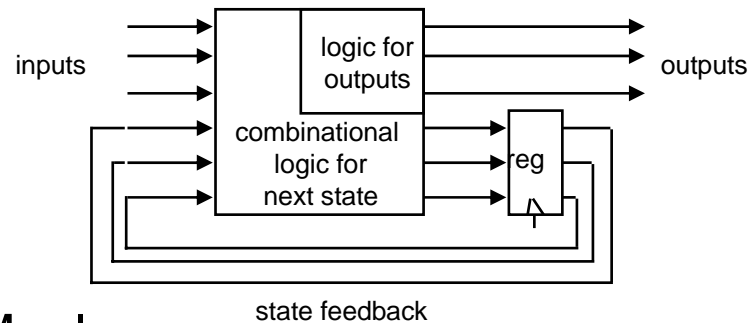 inputs
logic for
outputs
outputs
combinational
logic for
next state
reg
state feedback